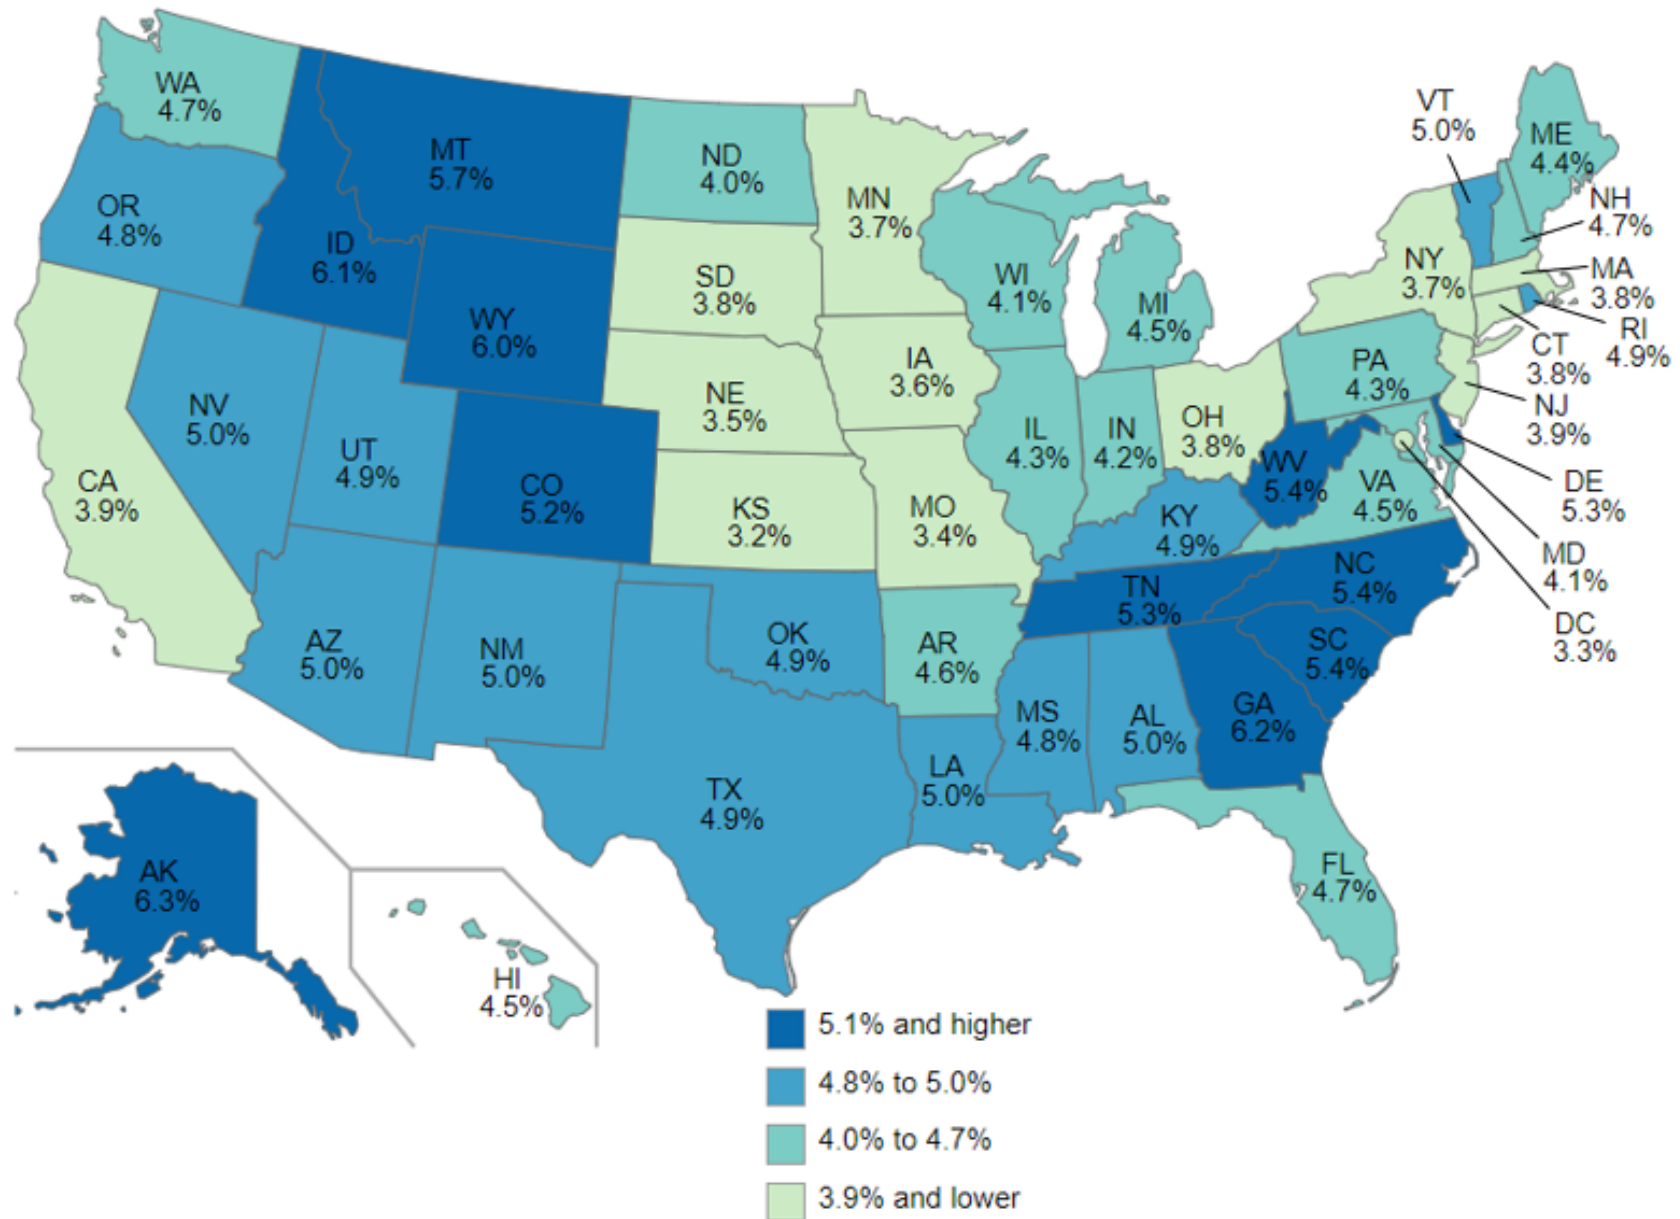 WA
4.7%
MT
5.7%
ND
4.0%
MN
3.7%
OR
4.8%
ID
6.1%
WY
6.0%
SD
3.8%
WI
4.1%
MI
4.5%
NY
3.7%
VT
5.0%
ME
4.4%
NH
4.7%
MA
3.8%
RI
4.9%
CT
3.8%
NJ
3.9%
DE
5.3%
MD
4.1%
DC
3.3%
PA
4.3%
IA
3.6%
NE
3.5%
NV
5.0%
UT
4.9%
CA
3.9%
CO
5.2%
KS
3.2%
MO
3.4%
IL
4.3%
IN
4.2%
OH
3.8%
WV
5.4%
VA
4.5%
KY
4.9%
TN
5.3%
NC
5.4%
SC
5.4%
AZ
5.0%
NM
5.0%
OK
4.9%
AR
4.6%
MS
4.8%
AL
5.0%
GA
6.2%
TX
4.9%
LA
5.0%
FL
4.7%
AK
6.3%
HI
4.5%
5.1% and higher
4.8% to 5.0%
4.0% to 4.7%
3.9% and lower